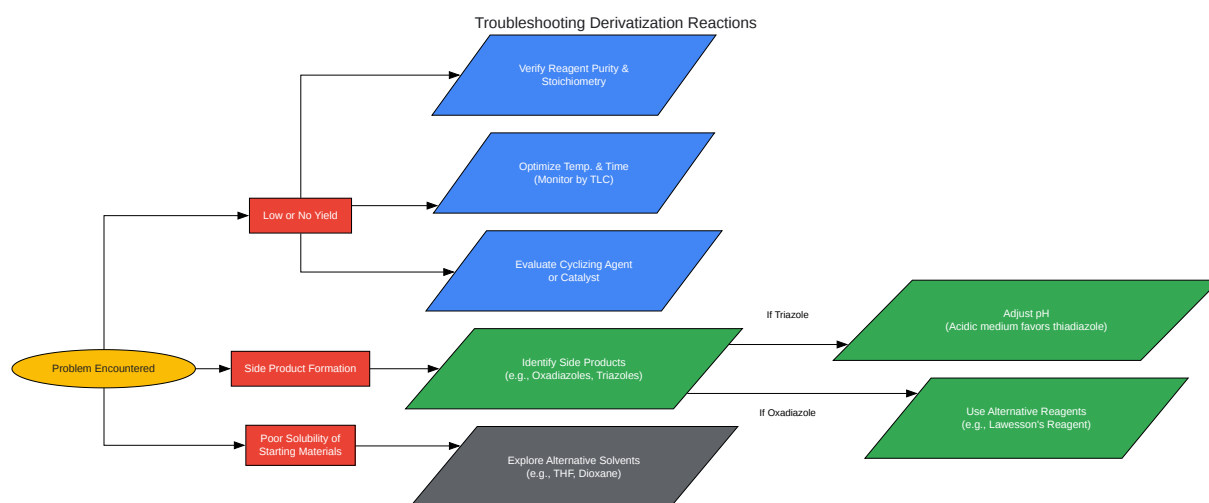 Troubleshooting Derivatization Reactions
Verify Reagent Purity &
Stoichiometry
Optimize Temp. & Time
(Monitor by TLC)
Low or No Yield
Evaluate Cyclizing Agent
or Catalyst
If Triazole
Adjust pH
(Acidic medium favors thiadiazole)
Problem Encountered
Side Product Formation
Identify Side Products
(e.g., Oxadiazoles, Triazoles)
If Oxadiazole
Use Alternative Reagents
(e.g., Lawesson's Reagent)
Poor Solubility of
Starting Materials
Explore Alternative Solvents
(e.g., THF, Dioxane)